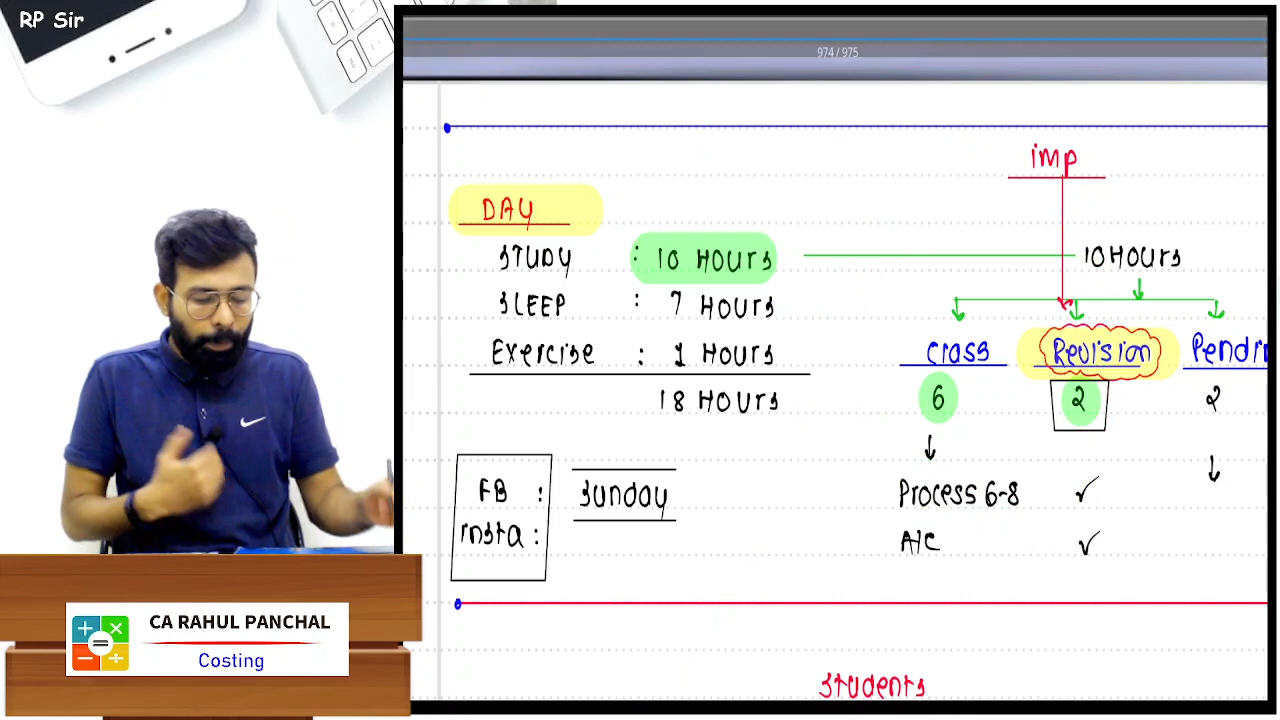 RP Sir
974 / 975
imp
DAY
STUDY : 10 HOURS
10 HOURS
SLEEP : 7 HOURS
Exercise : 1 HOURS
18 HOURS
Class Revision Pendin
6 2 2
FB : Sunday
insta :
Process 6-8 ✓
A/C ✓
Students
CA RAHUL PANCHAL
Costing